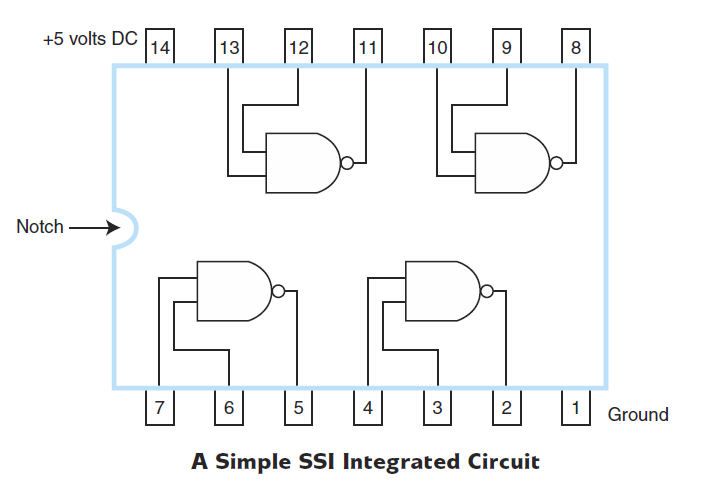 +5 volts DC 14 13 12 11 10 9 8
Notch
7 6 5 4 3 2 1 Ground
A Simple SSI Integrated Circuit